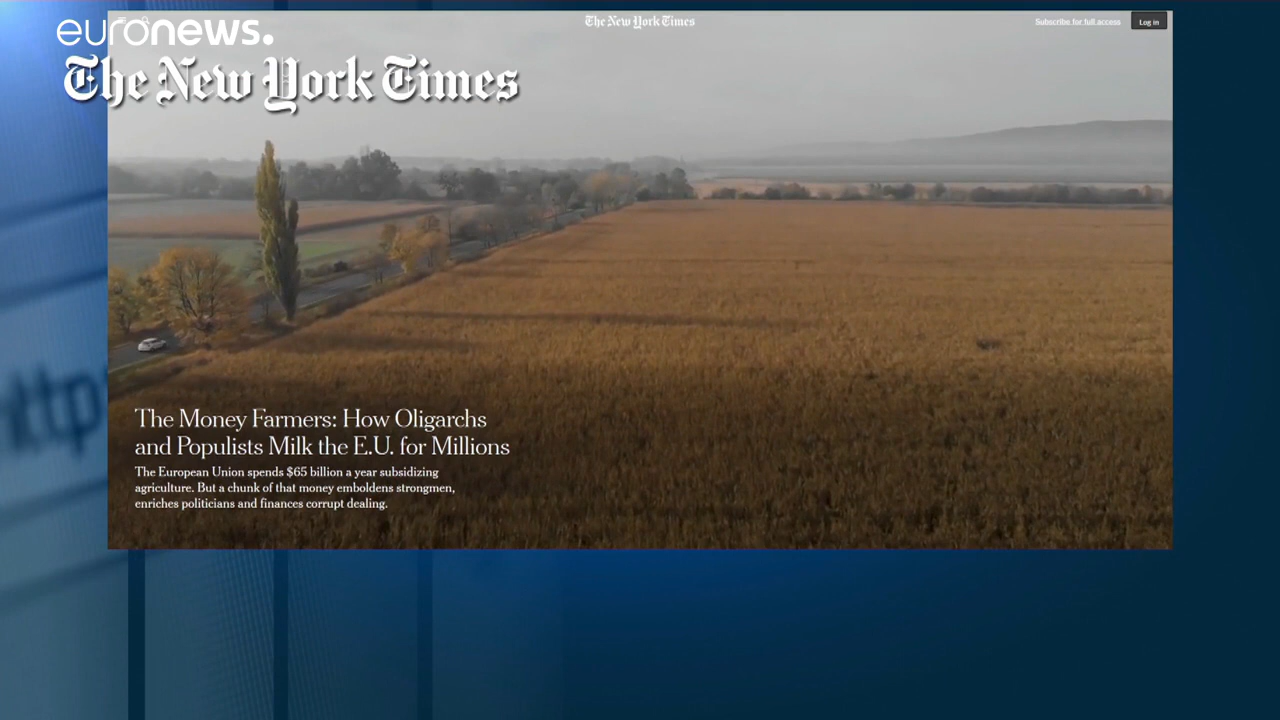 euronews.
The New York Times
Subscribe for full access
Log in
The New York Times
The Money Farmers: How Oligarchs
and Populists Milk the E.U. for Millions
The European Union spends $65 billion a year subsidizing
agriculture. But a chunk of that money emboldens strongmen,
enriches politicians and finances corrupt dealing.